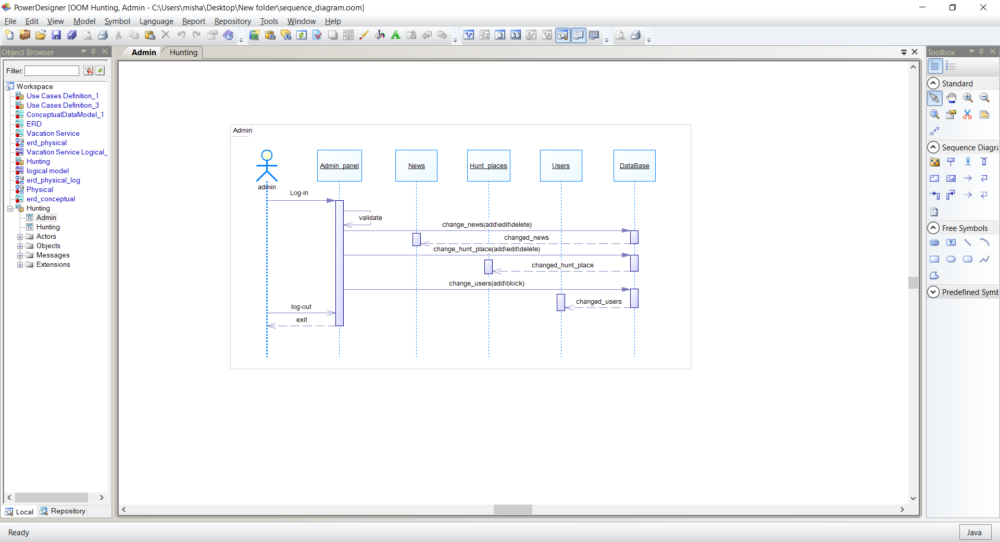 PowerDesigner [OOM Hunting, Admin - C:\Users\misha\Desktop\New folder\sequence_diagram.oom]
File Edit View Model Symbol Language Report Repository Tools Window Help
Object Browser
Filter:
Workspace
Use Cases Definition_1
Use Cases Definition_3
ConceptualDataModel_1
ERD
Vacation Service
erd_physical
Vacation Service Logical_
Hunting
logical model
erd_physical_log
Physical
erd_conceptual
Hunting
Admin
Hunting
Actors
Objects
Messages
Extensions
Local Repository
Admin Hunting
Admin
admin
Admin_panel
News
Hunt_places
Users
DataBase
Log-in
validate
change_news(add\edit\delete)
changed_news
change_hunt_place(add\edit\delete)
changed_hunt_place
change_users(add\block)
changed_users
log-out
exit
Toolbox
Standard
Sequence Diagra
Free Symbols
Predefined Symb
Ready
Java